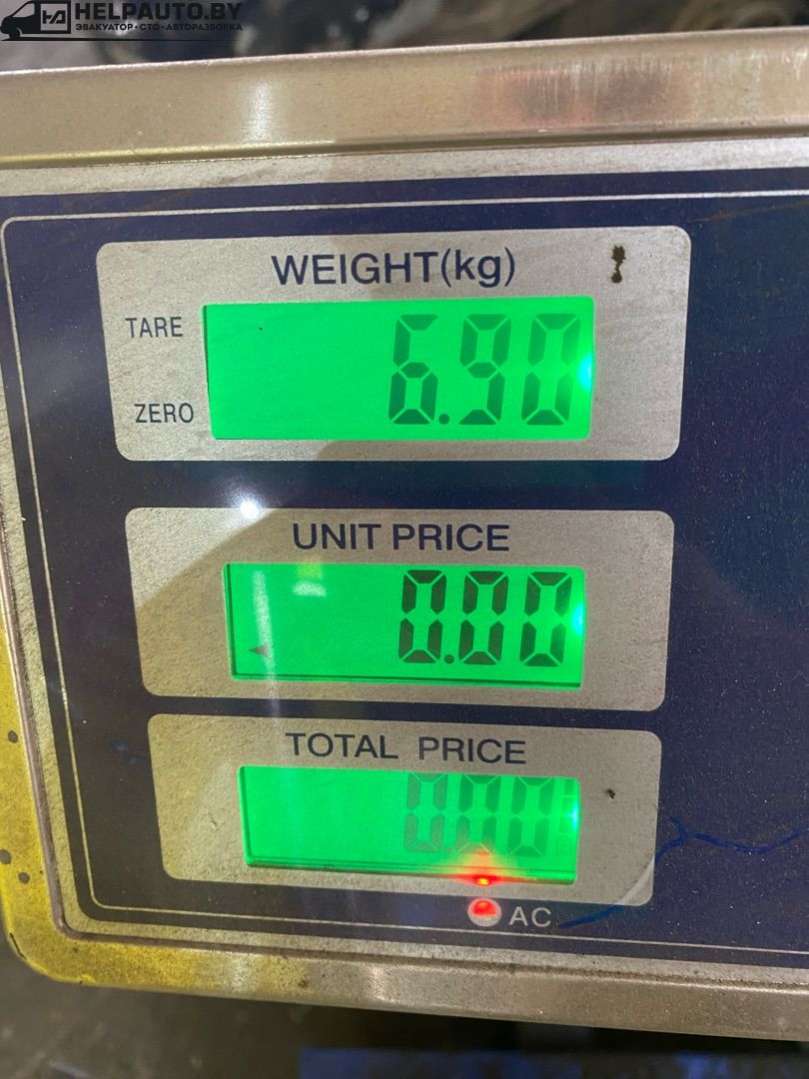 HELPAUTO.BY
ЭВАКУАТОР•СТО•АВТОРАЗБОРКА
WEIGHT(kg)
TARE
6.90
ZERO
UNIT PRICE
0.00
TOTAL PRICE
0.00
AC